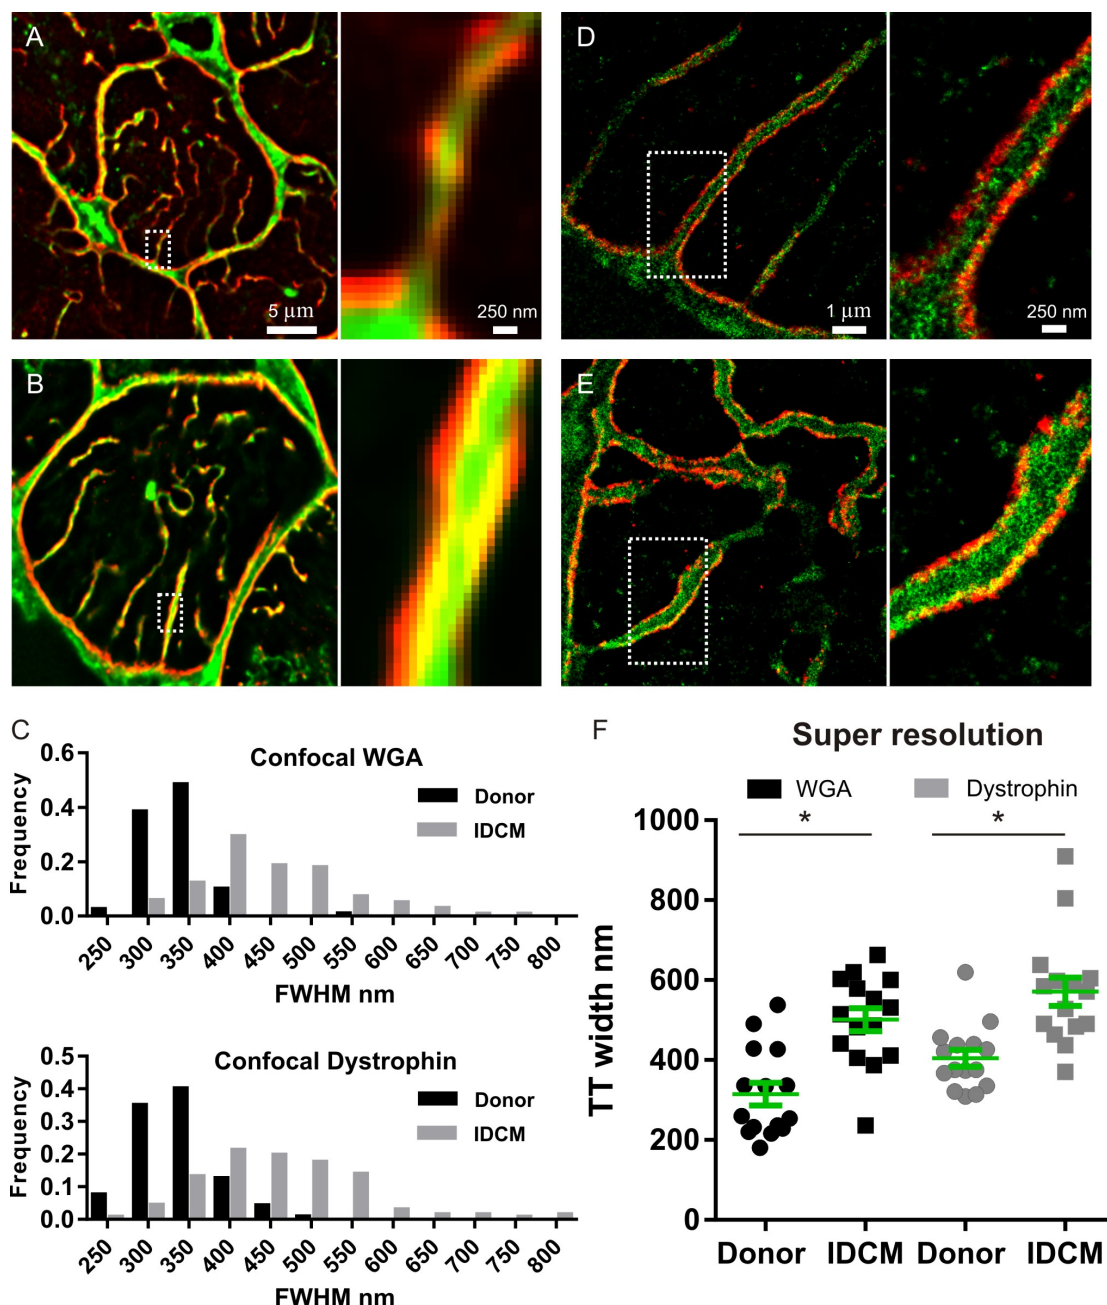 A
5 µm
250 nm
D
1 µm
250 nm
B
E
C
Confocal WGA
Frequency
0.6
0.4
0.2
0.0
Donor
IDCM
250 300 350 400 450 500 550 600 650 700 750 800
FWHM nm
Confocal Dystrophin
Frequency
0.5
0.4
0.3
0.2
0.1
0.0
Donor
IDCM
250 300 350 400 450 500 550 600 650 700 750 800
FWHM nm
F
Super resolution
WGA Dystrophin
TT width nm
1000
800
600
400
200
0
* *
Donor IDCM Donor IDCM